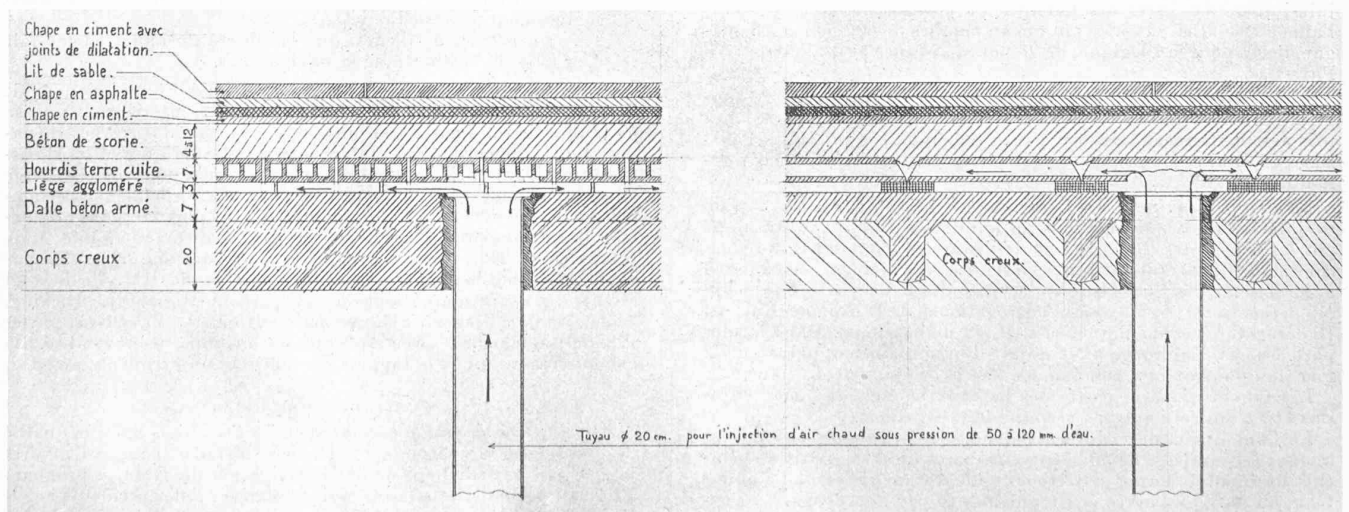 Chape en ciment avec
joints de dilatation.
Lit de sable.
Chape en asphalte
Chape en ciment.
Béton de scorie.
4 à 12
Hourdis terre cuite.
7
Liège aggloméré
3
Dalle béton armé
7
Corps creux
20
Corps creux.
Tuyau ø 20 cm. pour l'injection d'air chaud sous pression de 50 à 120 mm. d'eau.